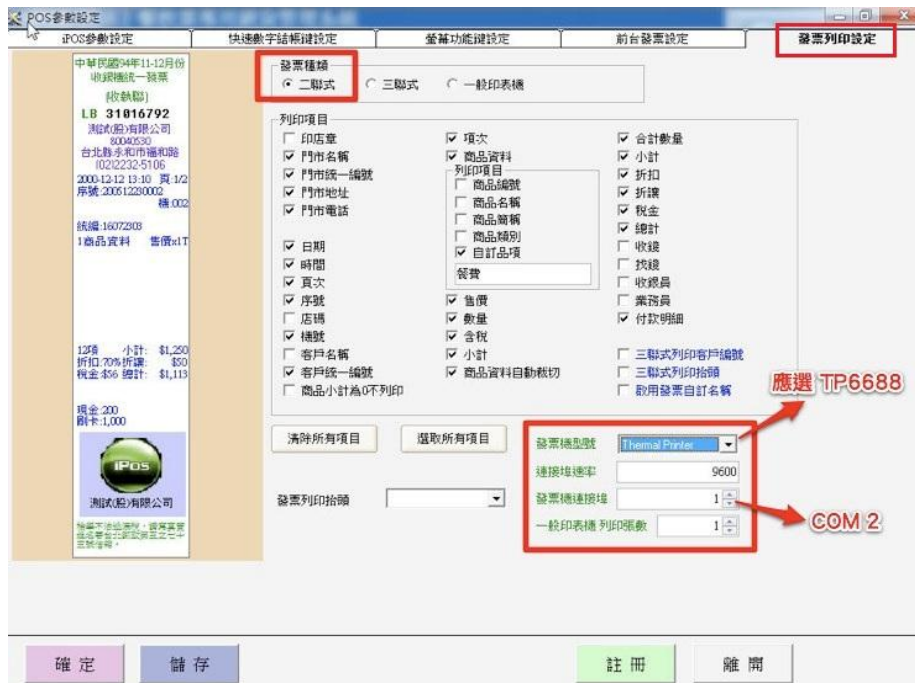 POS參數設定
iPOS參數設定
快速數字結帳鍵設定
螢幕功能鍵設定
前台發票設定
發票列印設定
中華民國94年11-12月份
收銀機統一發票
(收執聯)
LB 31016792
測試(股)有限公司
80040530
台北縣永和市福和路
(02)2232-5106
2000-12-12 13:10 頁:1/2
序號:200512230002
機:002
統編:16072303
1商品資料 售價x1T
12項 小計: $1,250
折扣:70%折讓: $50
稅金:$56 總計: $1,113
現金:200
刷卡:1,000
iPOS
測試(股)有限公司
發票種類
二聯式
三聯式
一般印表機
列印項目
印店章
門市名稱
門市統一編號
門市地址
門市電話
日期
時間
頁次
序號
店碼
機號
客戶名稱
客戶統一編號
商品小計為0不列印
項次
商品資料
列印項目
商品編號
商品名稱
商品簡稱
商品類別
自訂品項
餐費
售價
數量
含稅
小計
商品資料自動裁切
合計數量
小計
折扣
折讓
稅金
總計
收錢
找錢
收銀員
業務員
付款明細
三聯式列印客戶編號
三聯式列印抬頭
啟用發票自訂名稱
清除所有項目
選取所有項目
發票列印抬頭
發票機型號 Thermal Printer
連接埠速率 9600
發票機連接埠 1
一般印表機 列印張數 1
應選 TP6688
COM 2
確 定
儲 存
註 冊
離 開